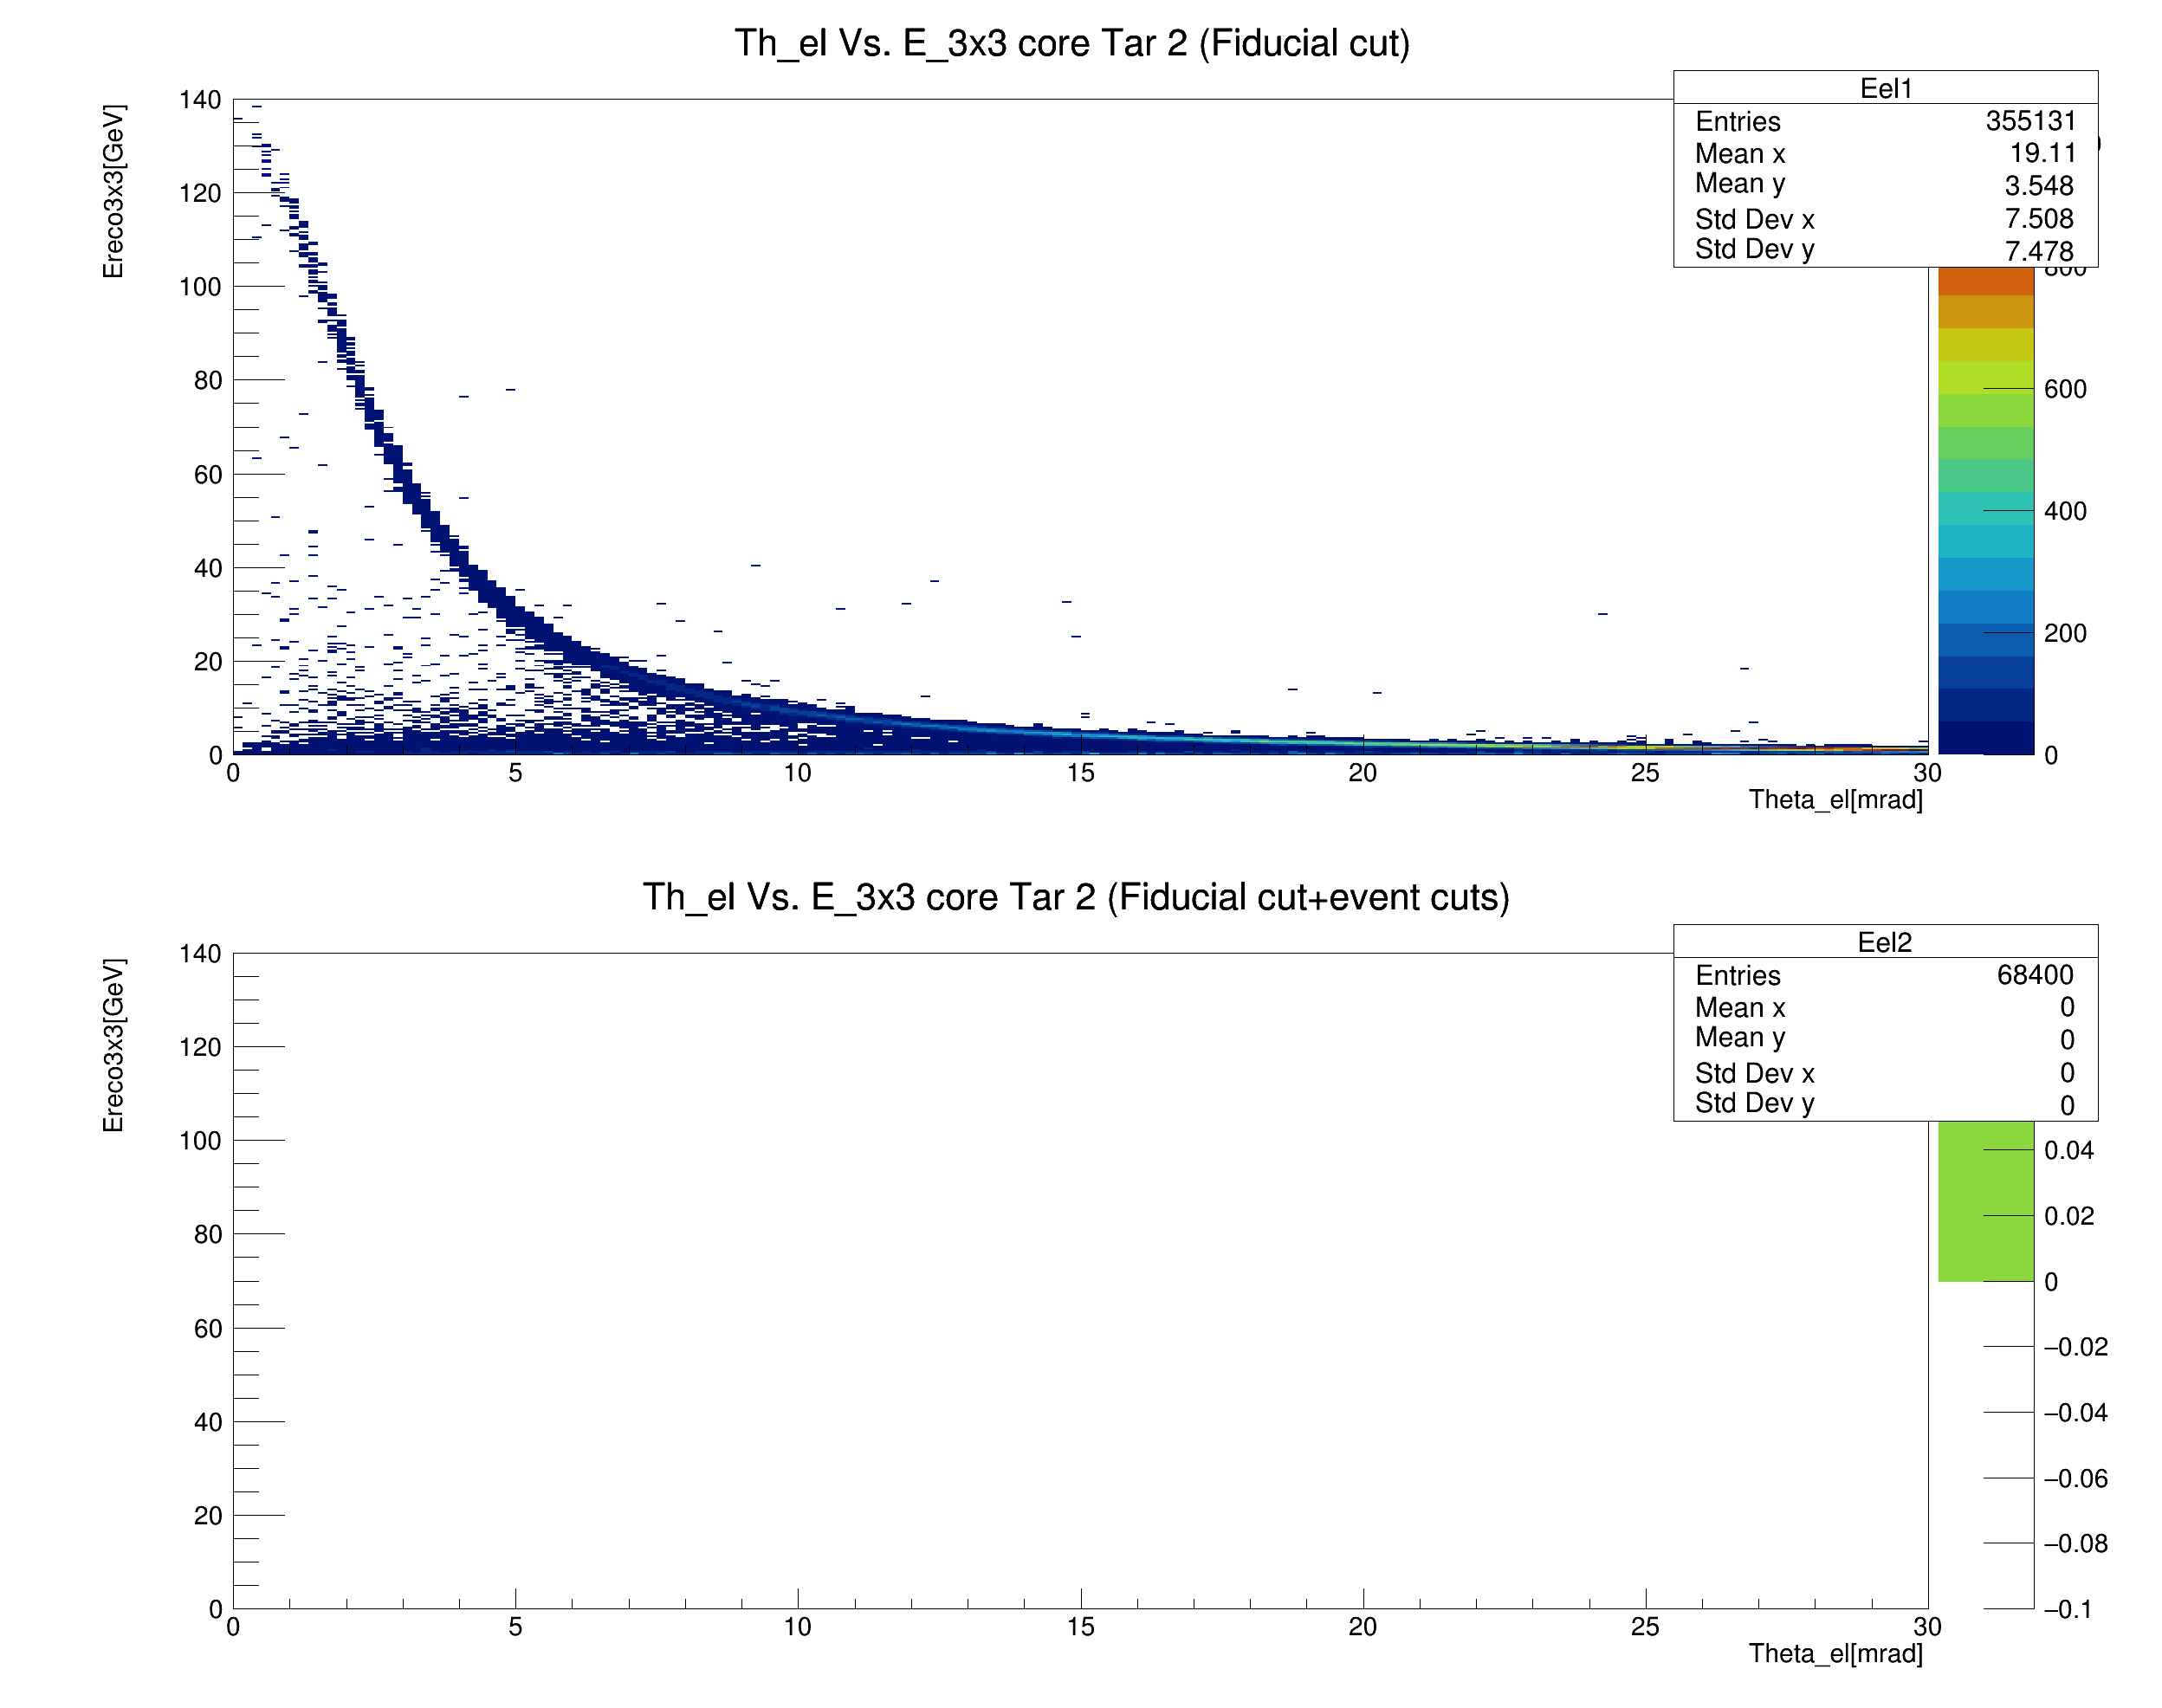 Th_el Vs. E_3x3 core Tar 2 (Fiducial cut)
Ereco3x3[GeV]
140
120
100
80
60
40
20
0
0 5 10 15 20 25 30
Theta_el[mrad]
Eel1
Entries 355131
Mean x 19.11
Mean y 3.548
Std Dev x 7.508
Std Dev y 7.478
800
600
400
200
0
Th_el Vs. E_3x3 core Tar 2 (Fiducial cut+event cuts)
Ereco3x3[GeV]
140
120
100
80
60
40
20
0
0 5 10 15 20 25 30
Theta_el[mrad]
Eel2
Entries 68400
Mean x 0
Mean y 0
Std Dev x 0
Std Dev y 0
0.04
0.02
0
−0.02
−0.04
−0.06
−0.08
−0.1